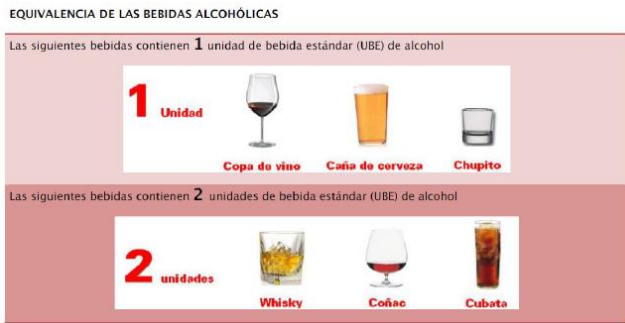 EQUIVALENCIA DE LAS BEBIDAS ALCOHÓLICAS
Las siguientes bebidas contienen 1 unidad de bebida estándar (UBE) de alcohol
1 Unidad
Copa de vino Caña de cerveza Chupito
Las siguientes bebidas contienen 2 unidades de bebida estándar (UBE) de alcohol
2 unidades
Whisky Coñac Cubata